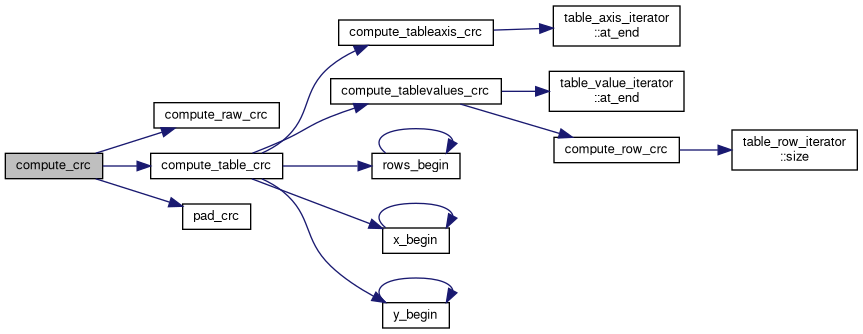 compute_crc
compute_raw_crc
compute_table_crc
pad_crc
compute_tableaxis_crc
compute_tablevalues_crc
rows_begin
x_begin
y_begin
table_axis_iterator
::at_end
table_value_iterator
::at_end
compute_row_crc
table_row_iterator
::size